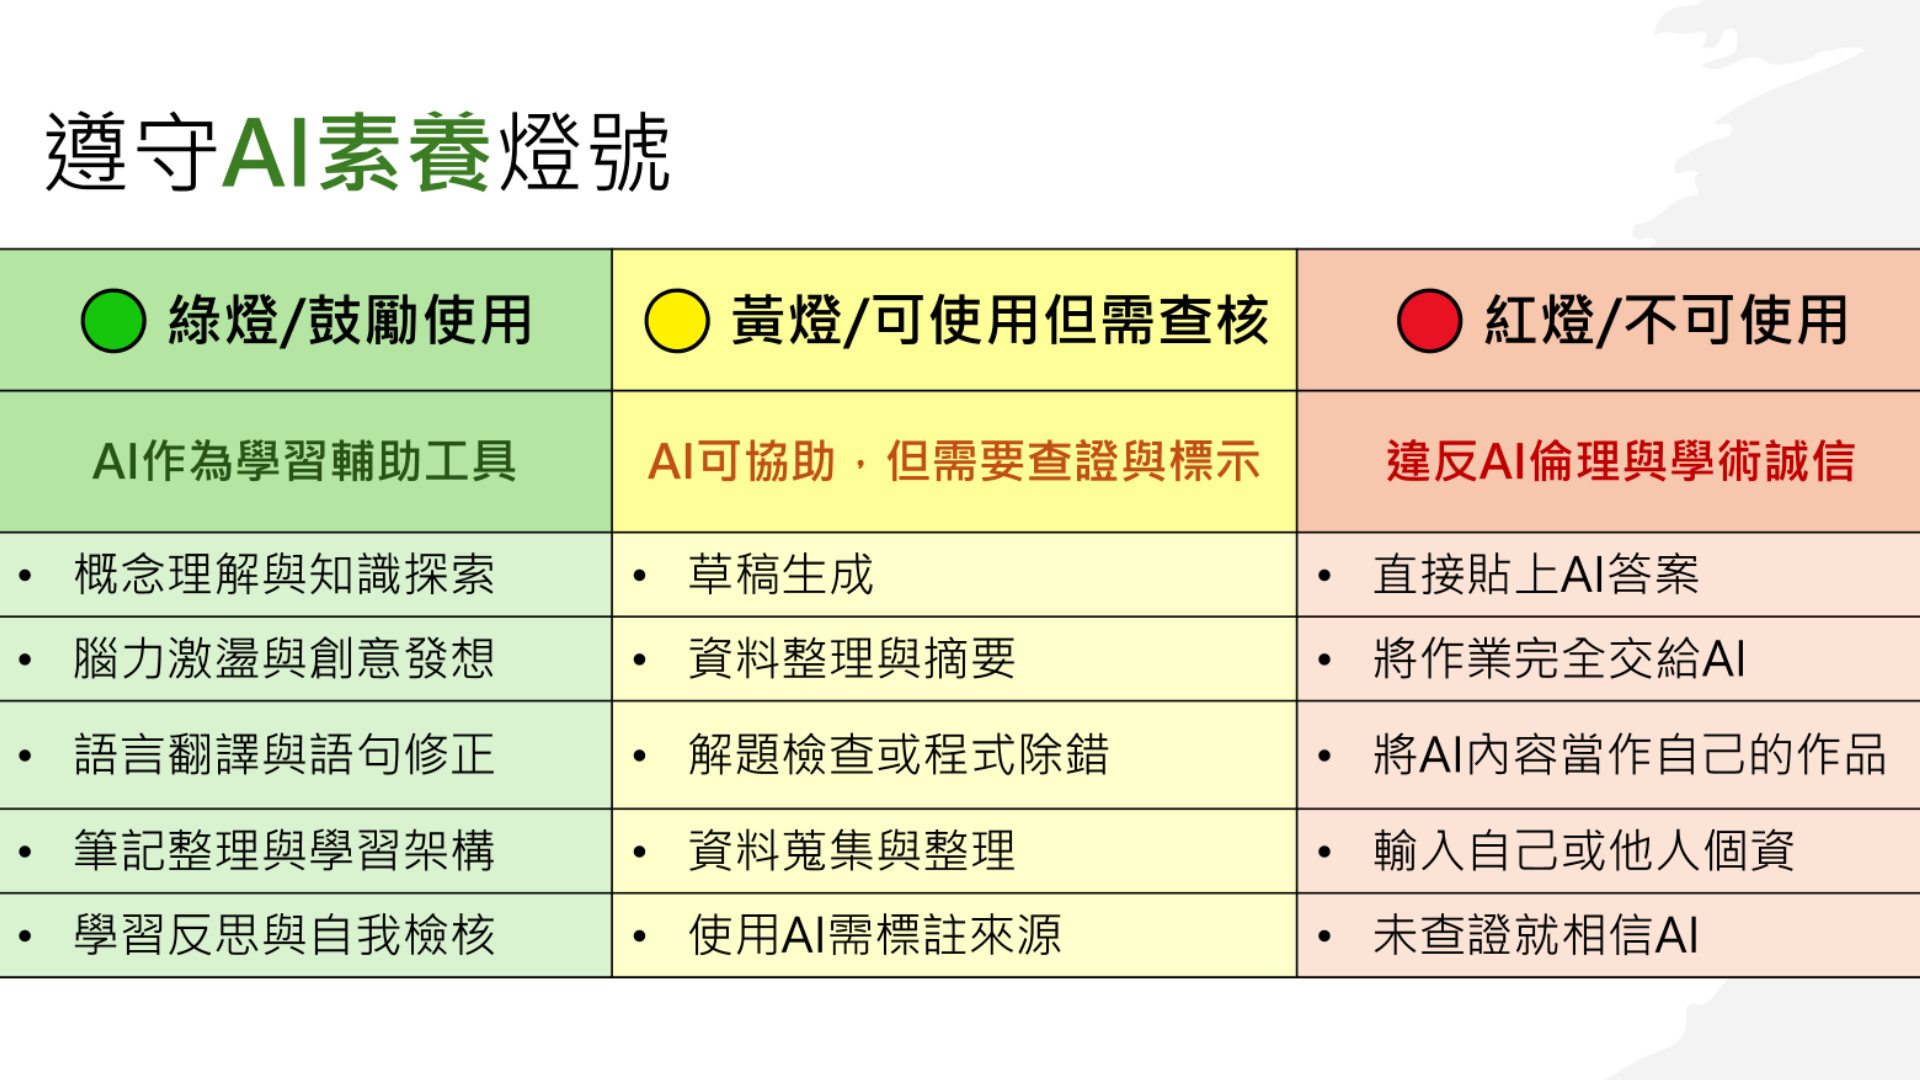 遵守AI素養燈號
綠燈/鼓勵使用
黃燈/可使用但需查核
紅燈/不可使用
AI作為學習輔助工具
AI可協助，但需要查證與標示
違反AI倫理與學術誠信
• 概念理解與知識探索
• 草稿生成
• 直接貼上AI答案
• 腦力激盪與創意發想
• 資料整理與摘要
• 將作業完全交給AI
• 語言翻譯與語句修正
• 解題檢查或程式除錯
• 將AI內容當作自己的作品
• 筆記整理與學習架構
• 資料蒐集與整理
• 輸入自己或他人個資
• 學習反思與自我檢核
• 使用AI需標註來源
• 未查證就相信AI